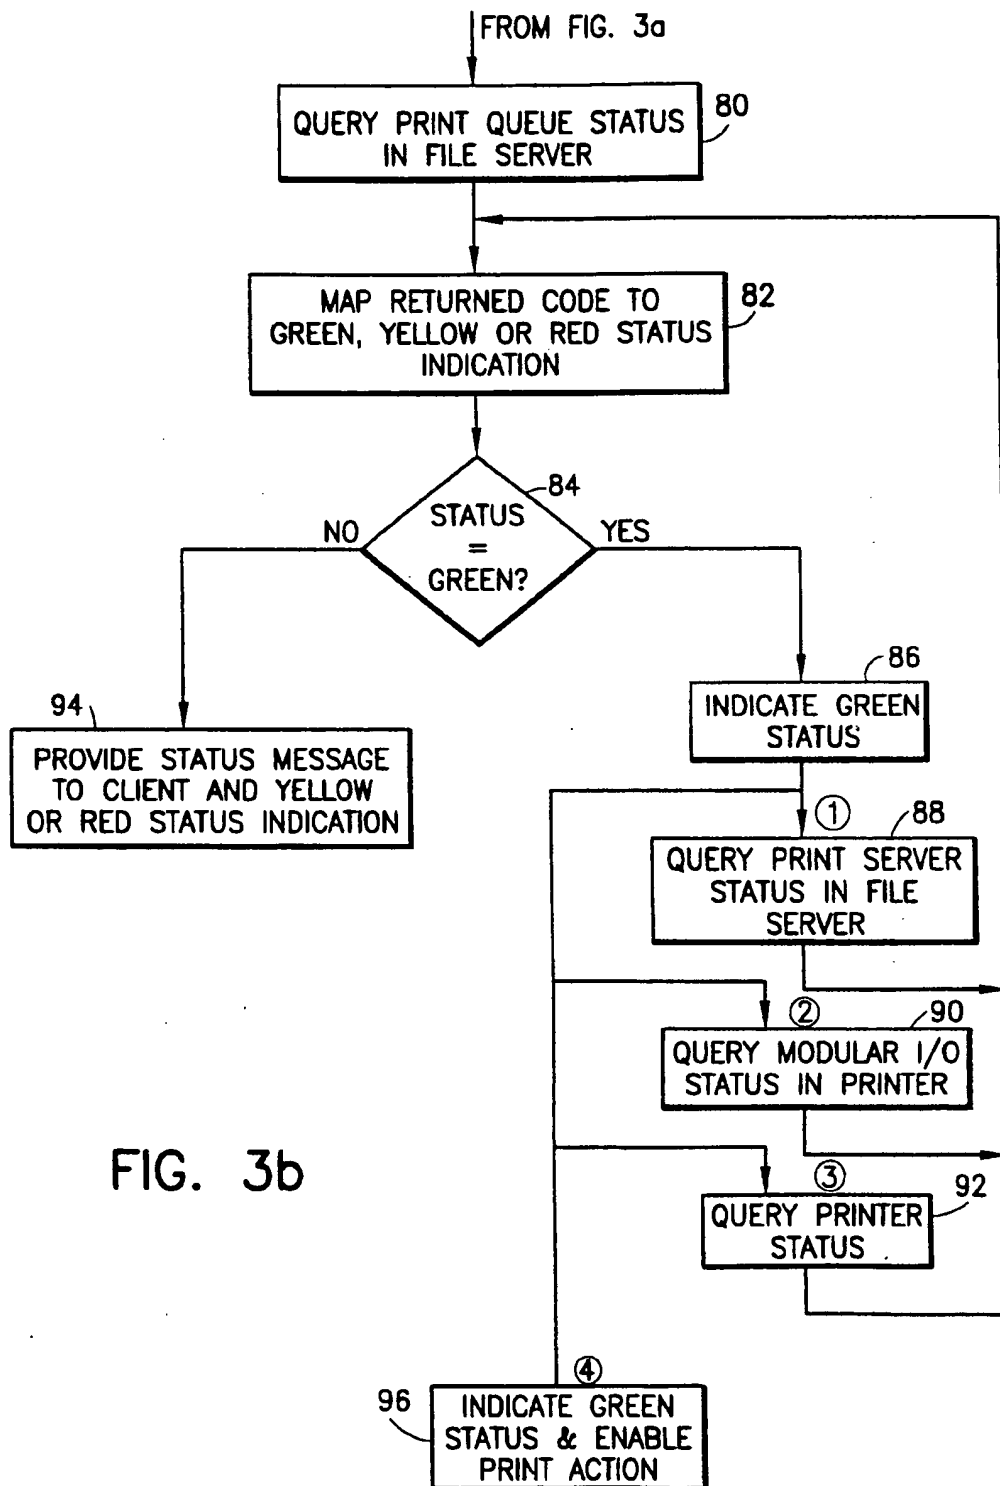 FROM FIG. 3a
80
QUERY PRINT QUEUE STATUS
IN FILE SERVER
82
MAP RETURNED CODE TO
GREEN, YELLOW OR RED STATUS
INDICATION
84
STATUS
=
GREEN?
NO
YES
86
INDICATE GREEN
STATUS
94
PROVIDE STATUS MESSAGE
TO CLIENT AND YELLOW
OR RED STATUS INDICATION
①
88
QUERY PRINT SERVER
STATUS IN FILE
SERVER
②
90
QUERY MODULAR I/O
STATUS IN PRINTER
③
92
QUERY PRINTER
STATUS
FIG. 3b
④
96
INDICATE GREEN
STATUS & ENABLE
PRINT ACTION